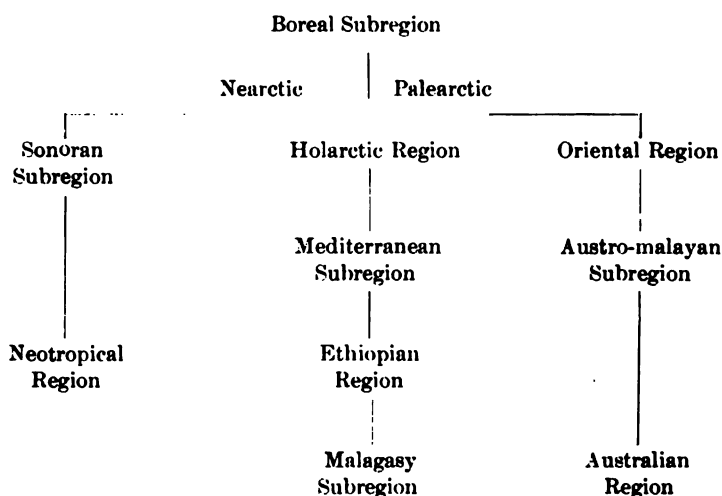 Boreal Subregion
Nearctic Palearctic
Sonoran Subregion
Holarctic Region
Oriental Region
Mediterranean Subregion
Austro-malayan Subregion
Neotropical Region
Ethiopian Region
Malagasy Subregion
Australian Region